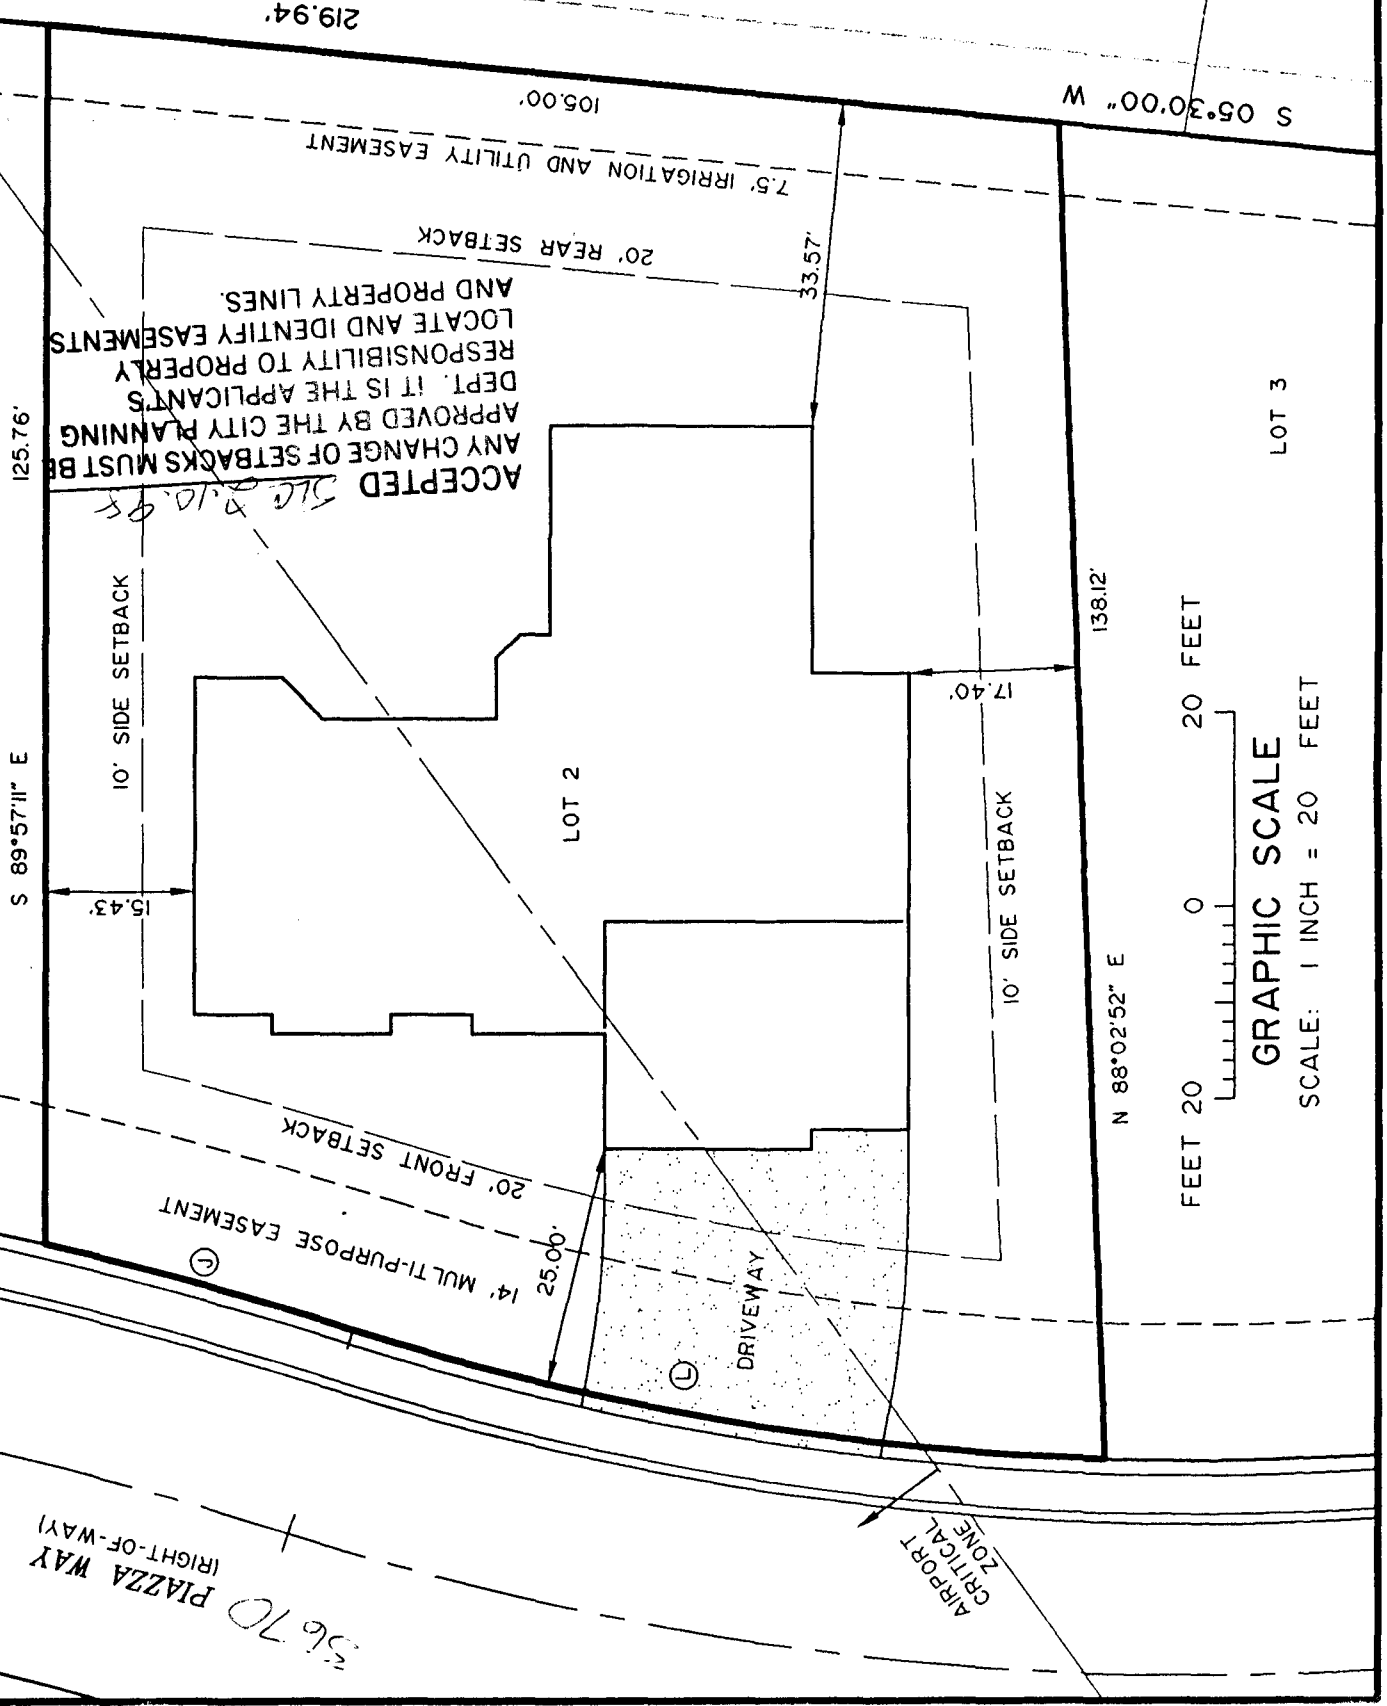 3670 PIAZZA WAY
(RIGHT-OF-WAY)
AIRPORT
CRITICAL
ZONE
DRIVEWAY
L
L
25.00'
14' MULTI-PURPOSE EASEMENT
20' FRONT SETBACK
15.43'
S 89°57'11" E
125.76'
10' SIDE SETBACK
LOT 2
10' SIDE SETBACK
17.40'
N 88°02'52" E
138.12'
FEET 20 0 20 FEET
GRAPHIC SCALE
SCALE: 1 INCH = 20 FEET
LOT 3
ACCEPTED 2.10.98
ANY CHANGE OF SETBACKS MUST BE
APPROVED BY THE CITY PLANNING
DEPT. IT IS THE APPLICANT'S
RESPONSIBILITY TO PROPERLY
LOCATE AND IDENTIFY EASEMENTS
AND PROPERTY LINES.
20' REAR SETBACK
33.57'
7.5' IRRIGATION AND UTILITY EASEMENT
105.00'
S 05°30'00" W
219.94'